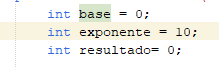 int base = 0;
int exponente = 10;
int resultado= 0;